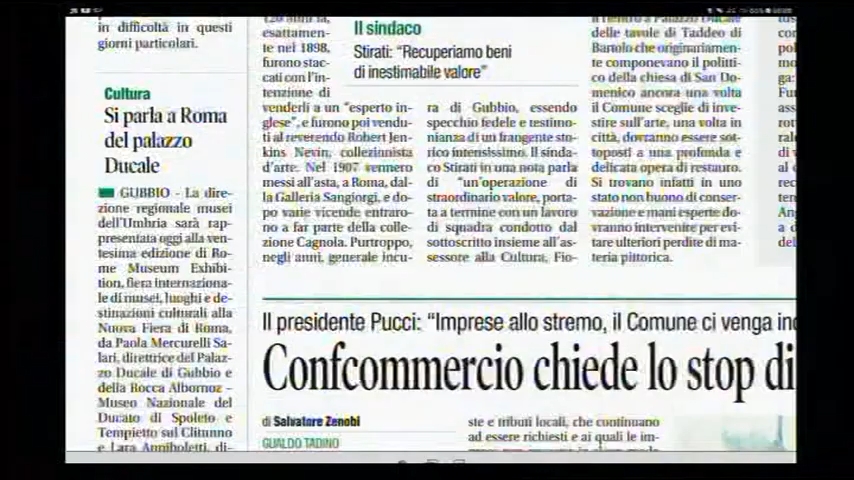 in difficoltà in questi
giorni particolari.
Cultura
Si parla a Roma
del palazzo
Ducale
GUBBIO - La dire-
zione regionale musei
dell'Umbria sarà rap-
presentata oggi alla ven-
tesima edizione di Ro-
me Museum Exhibi-
tion, fiera internaziona-
le di musei, luoghi e de-
stinazioni culturali alla
Nuova Fiera di Roma,
da Paola Mercurelli Sa-
lari, direttrice del Palaz-
zo Ducale di Gubbio e
della Rocca Albornoz -
Museo Nazionale del
Ducato di Spoleto e
Tempietto sul Clitunno
e Lara Anniboletti, di-
120 anni fa,
esattamen-
te nel 1898,
furono stac-
cati con l'in-
tenzione di
venderli a un "esperto in-
glese", e furono poi vendu-
ti al reverendo Robert Jen-
kins Nevin, collezionista
d'arte. Nel 1907 vennero
messi all'asta, a Roma, dal-
la Galleria Sangiorgi, e do-
po varie vicende entraro-
no a far parte della colle-
zione Cagnola. Purtroppo,
negli anni, generale incu-
Il sindaco
Stirati: "Recuperiamo beni
di inestimabile valore"
ra di Gubbio, essendo
specchio fedele e testimo-
nianza di un frangente sto-
rico intensissimo. Il sinda-
co Stirati in una nota parla
di "un'operazione di
straordinario valore, porta-
ta a termine con un lavoro
di squadra condotto dal
sottoscritto insieme all'as-
sessore alla Cultura, Fio-
il rientro a Palazzo Ducale
delle tavole di Taddeo di
Bartolo che originariamen-
te componevano il politti-
co della chiesa di San Do-
menico ancora una volta
il Comune sceglie di inve-
stire sull'arte, una volta in
città, dovranno essere sot-
toposti a una profonda e
delicata opera di restauro.
Si trovano infatti in uno
stato non buono di conser-
vazione e mani esperte do-
vranno intervenite per evi-
tare ulteriori perdite di ma-
teria pittorica.
Il presidente Pucci: "Imprese allo stremo, il Comune ci venga inc
Confcommercio chiede lo stop di
di Salvatore Zenobi
GUALDO TADINO
ste e tributi locali, che continuano
ad essere richiesti e ai quali le im-